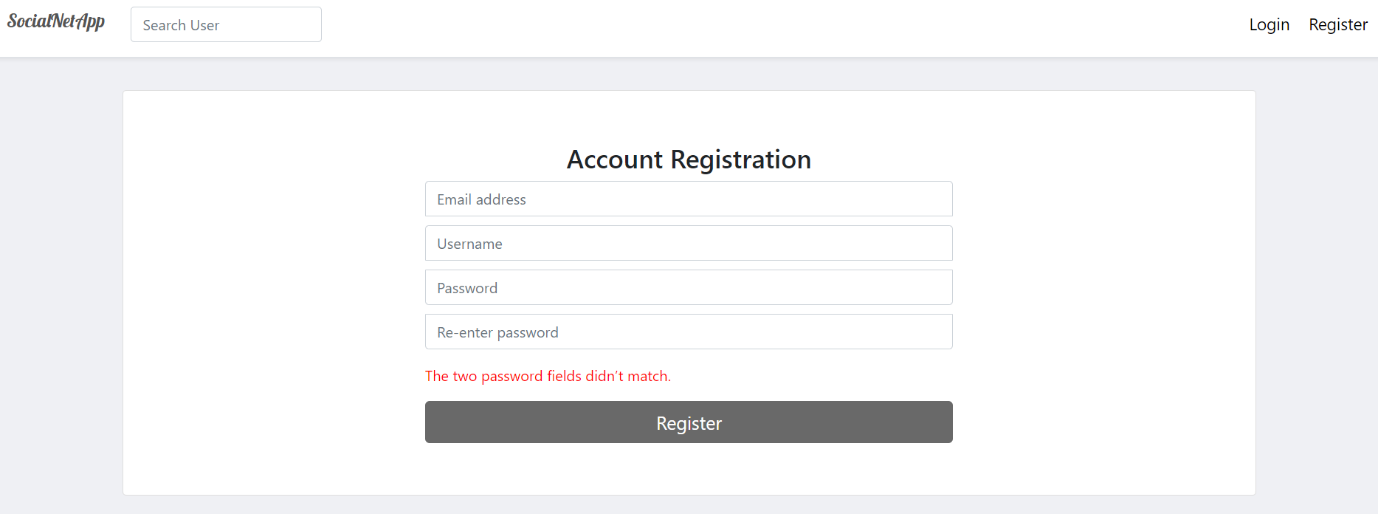 SocialNetApp
Search User
Login
Register
Account Registration
Email address
Username
Password
Re-enter password
The two password fields didn't match.
Register